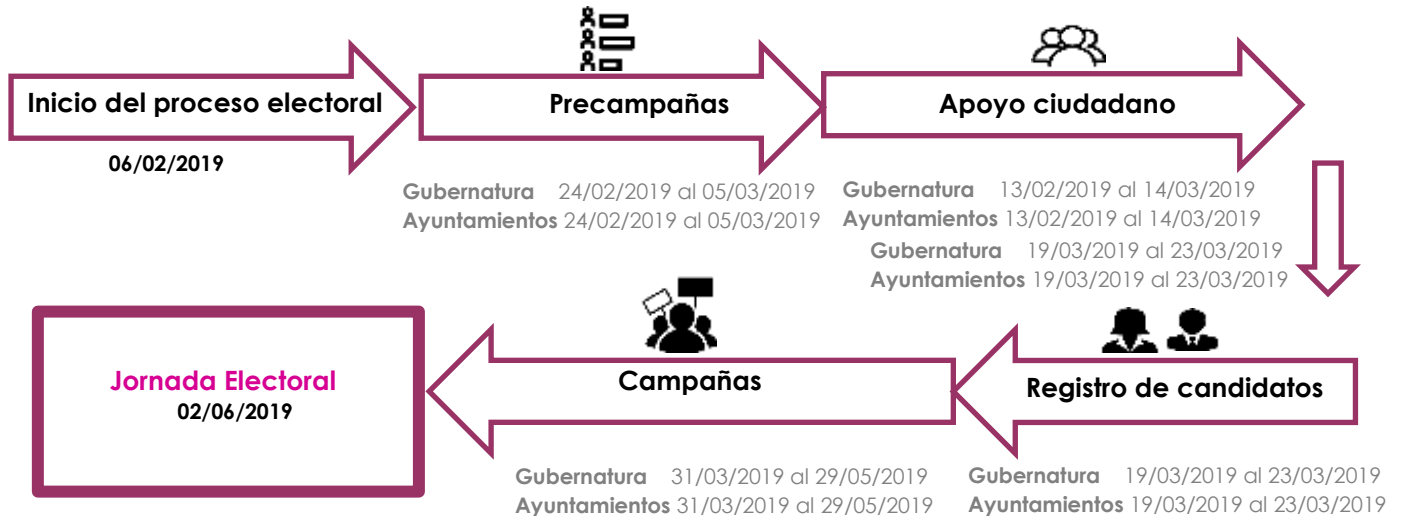 Inicio del proceso electoral
06/02/2019
Precampañas
Gubernatura 24/02/2019 al 05/03/2019
Ayuntamientos 24/02/2019 al 05/03/2019
Apoyo ciudadano
Gubernatura 13/02/2019 al 14/03/2019
Ayuntamientos 13/02/2019 al 14/03/2019
Gubernatura 19/03/2019 al 23/03/2019
Ayuntamientos 19/03/2019 al 23/03/2019
Registro de candidatos
Gubernatura 19/03/2019 al 23/03/2019
Ayuntamientos 19/03/2019 al 23/03/2019
Campañas
Gubernatura 31/03/2019 al 29/05/2019
Ayuntamientos 31/03/2019 al 29/05/2019
Jornada Electoral
02/06/2019